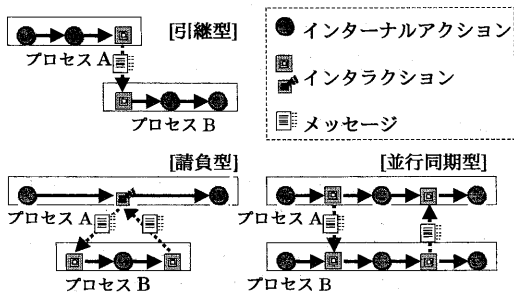 [引継型]
プロセス A
プロセス B
インターナルアクション
インタラクション
メッセージ
[請負型]
プロセス A
プロセス B
[並行同期型]
プロセス A
プロセス B